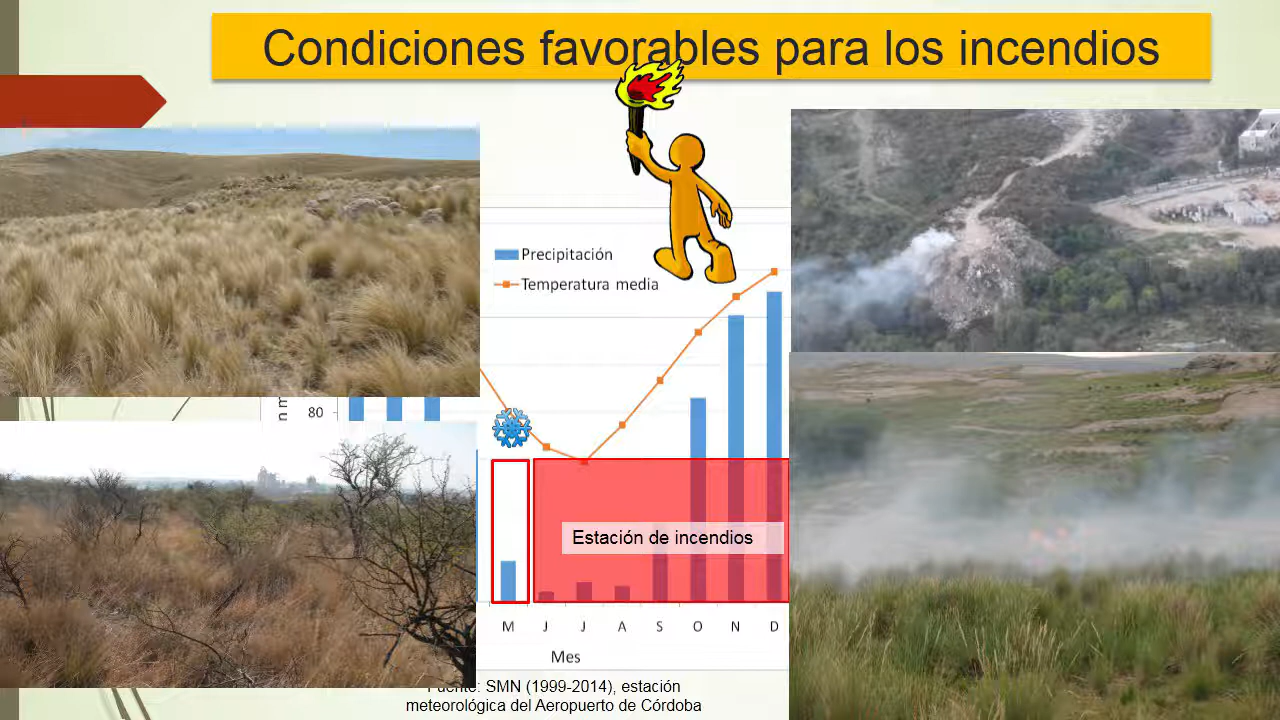 Condiciones favorables para los incendios
Precipitación
Temperatura media
80
Estación de incendios
M J J A S O N D
Mes
Fuente: SMN (1999-2014), estación
meteorológica del Aeropuerto de Córdoba